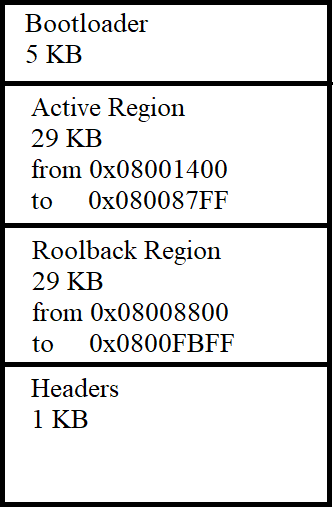 Bootloader
5 KB
Active Region
29 KB
from 0x08001400
to 0x080087FF
Roolback Region
29 KB
from 0x08008800
to 0x0800FBFF
Headers
1 KB